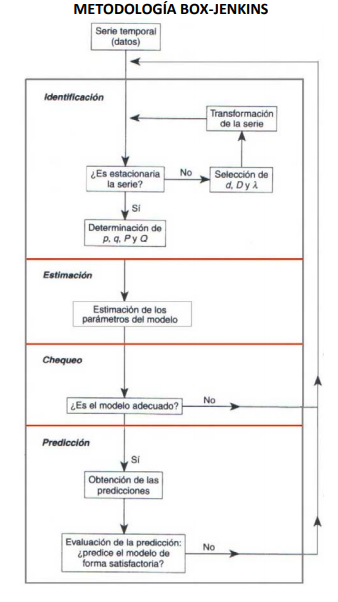 METODOLOGÍA BOX-JENKINS
Serie temporal
(datos)
Identificación
Transformación
de la serie
¿Es estacionaria
la serie?
No
Selección de
d, D y λ
Sí
Determinación de
p, q, P y Q
Estimación
Estimación de los
parámetros del modelo
Chequeo
¿Es el modelo adecuado?
No
Predicción
Sí
Obtención de las
predicciones
Evaluación de la predicción:
¿predice el modelo de
forma satisfactoria?
No